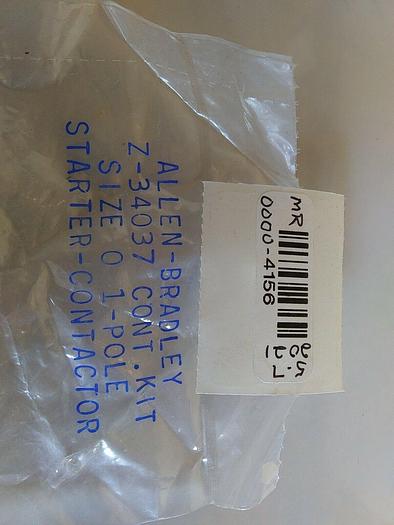 ALLEN-BRADLEY
Z-34037 CONT.KIT
SIZE 0 1-POLE
STARTER-CONTACTOR
MR
0000-4156